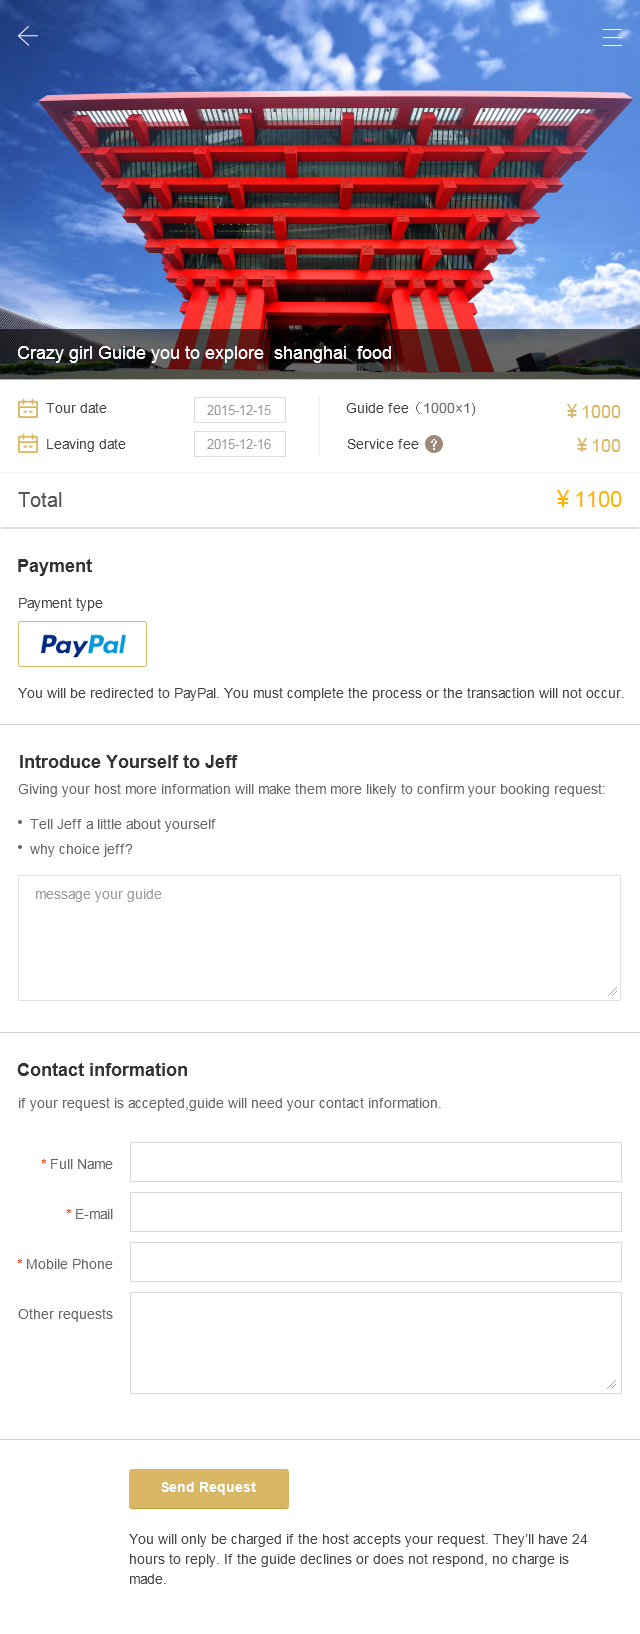 Crazy girl Guide you to explore  shanghai  food
Tour date 2015-12-15 Guide fee（1000×1) ¥ 1000
Leaving date 2015-12-16 Service fee ? ¥ 100
Total ¥ 1100
Payment
Payment type
PayPal
You will be redirected to PayPal. You must complete the process or the transaction will not occur.
Introduce Yourself to Jeff
Giving your host more information will make them more likely to confirm your booking request:
• Tell Jeff a little about yourself
• why choice jeff?
message your guide
Contact information
if your request is accepted,guide will need your contact information.
* Full Name
* E-mail
* Mobile Phone
Other requests
Send Request
You will only be charged if the host accepts your request. They'll have 24
hours to reply. If the guide declines or does not respond, no charge is
made.